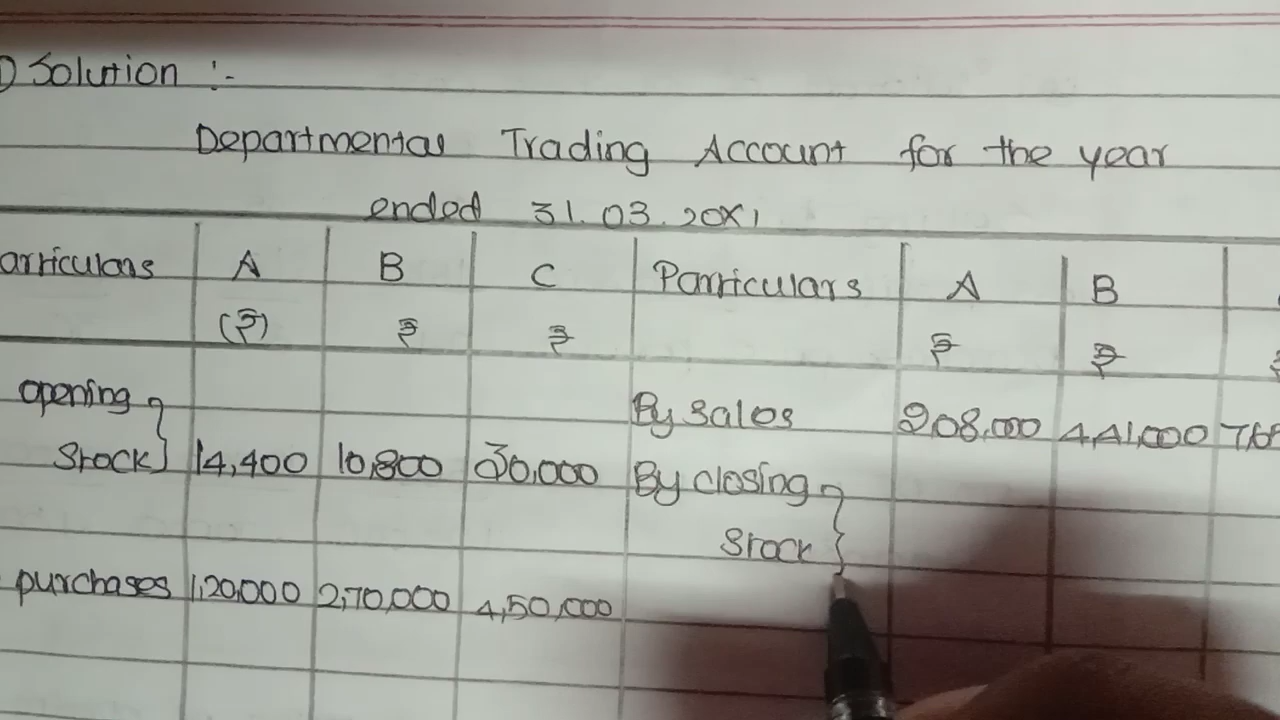 Solution :-
Departmental Trading Account for the year
ended 31.03.20X1
articulars A B C Particulars A B
(₹) ₹ ₹ ₹ ₹
opening By sales 208,000 4,41,000
Stock 14,400 10,800 30,000 By closing
Stock
purchases 1,20,000 2,70,000 4,50,000